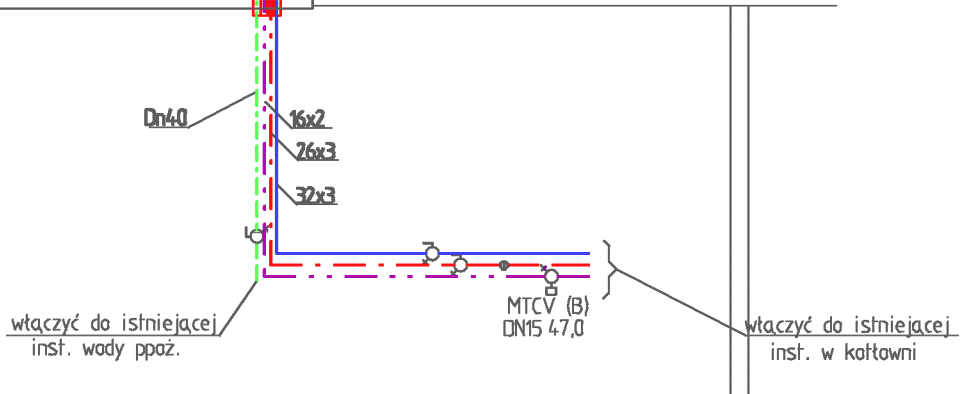 Dn40
16x2
26x3
32x3
MTCV (B)
DN15 47,0
włączyć do istniejącej
inst. wody ppoż.
włączyć do istniejącej
inst. w kotłowni